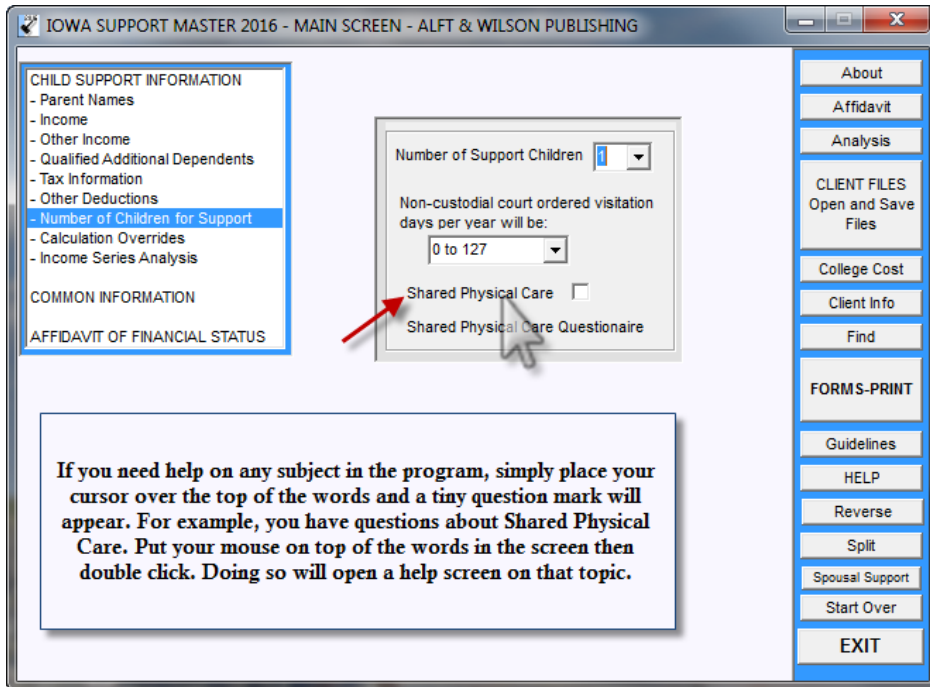 IOWA SUPPORT MASTER 2016 - MAIN SCREEN - ALFT & WILSON PUBLISHING
CHILD SUPPORT INFORMATION
- Parent Names
- Income
- Other Income
- Qualified Additional Dependents
- Tax Information
- Other Deductions
- Number of Children for Support
- Calculation Overrides
- Income Series Analysis
COMMON INFORMATION
AFFIDAVIT OF FINANCIAL STATUS
Number of Support Children 1
Non-custodial court ordered visitation
days per year will be:
0 to 127
Shared Physical Care
Shared Physical Care Questionaire
If you need help on any subject in the program, simply place your
cursor over the top of the words and a tiny question mark will
appear. For example, you have questions about Shared Physical
Care. Put your mouse on top of the words in the screen then
double click. Doing so will open a help screen on that topic.
About
Affidavit
Analysis
CLIENT FILES
Open and Save
Files
College Cost
Client Info
Find
FORMS-PRINT
Guidelines
HELP
Reverse
Split
Spousal Support
Start Over
EXIT